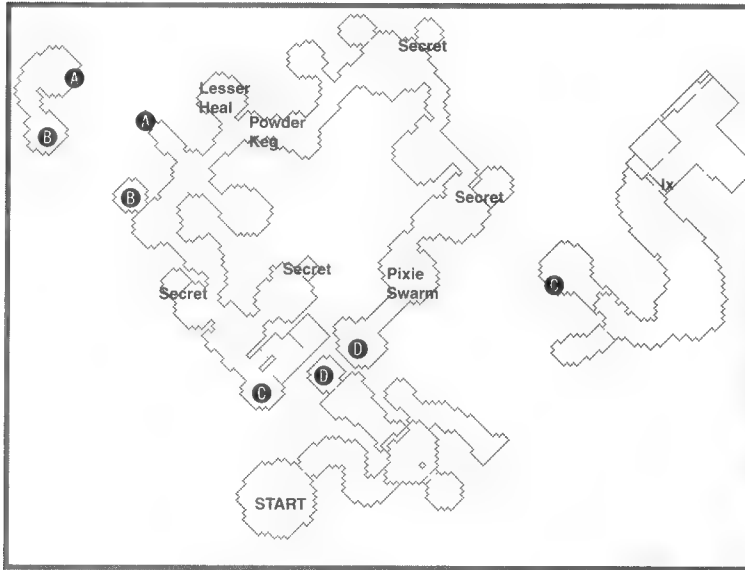 Secret
A
Lesser
Heal
A
Powder
Keg
B
Ix
B
Secret
Secret
Pixie
Swarm
Secret
C
D
D
C
START